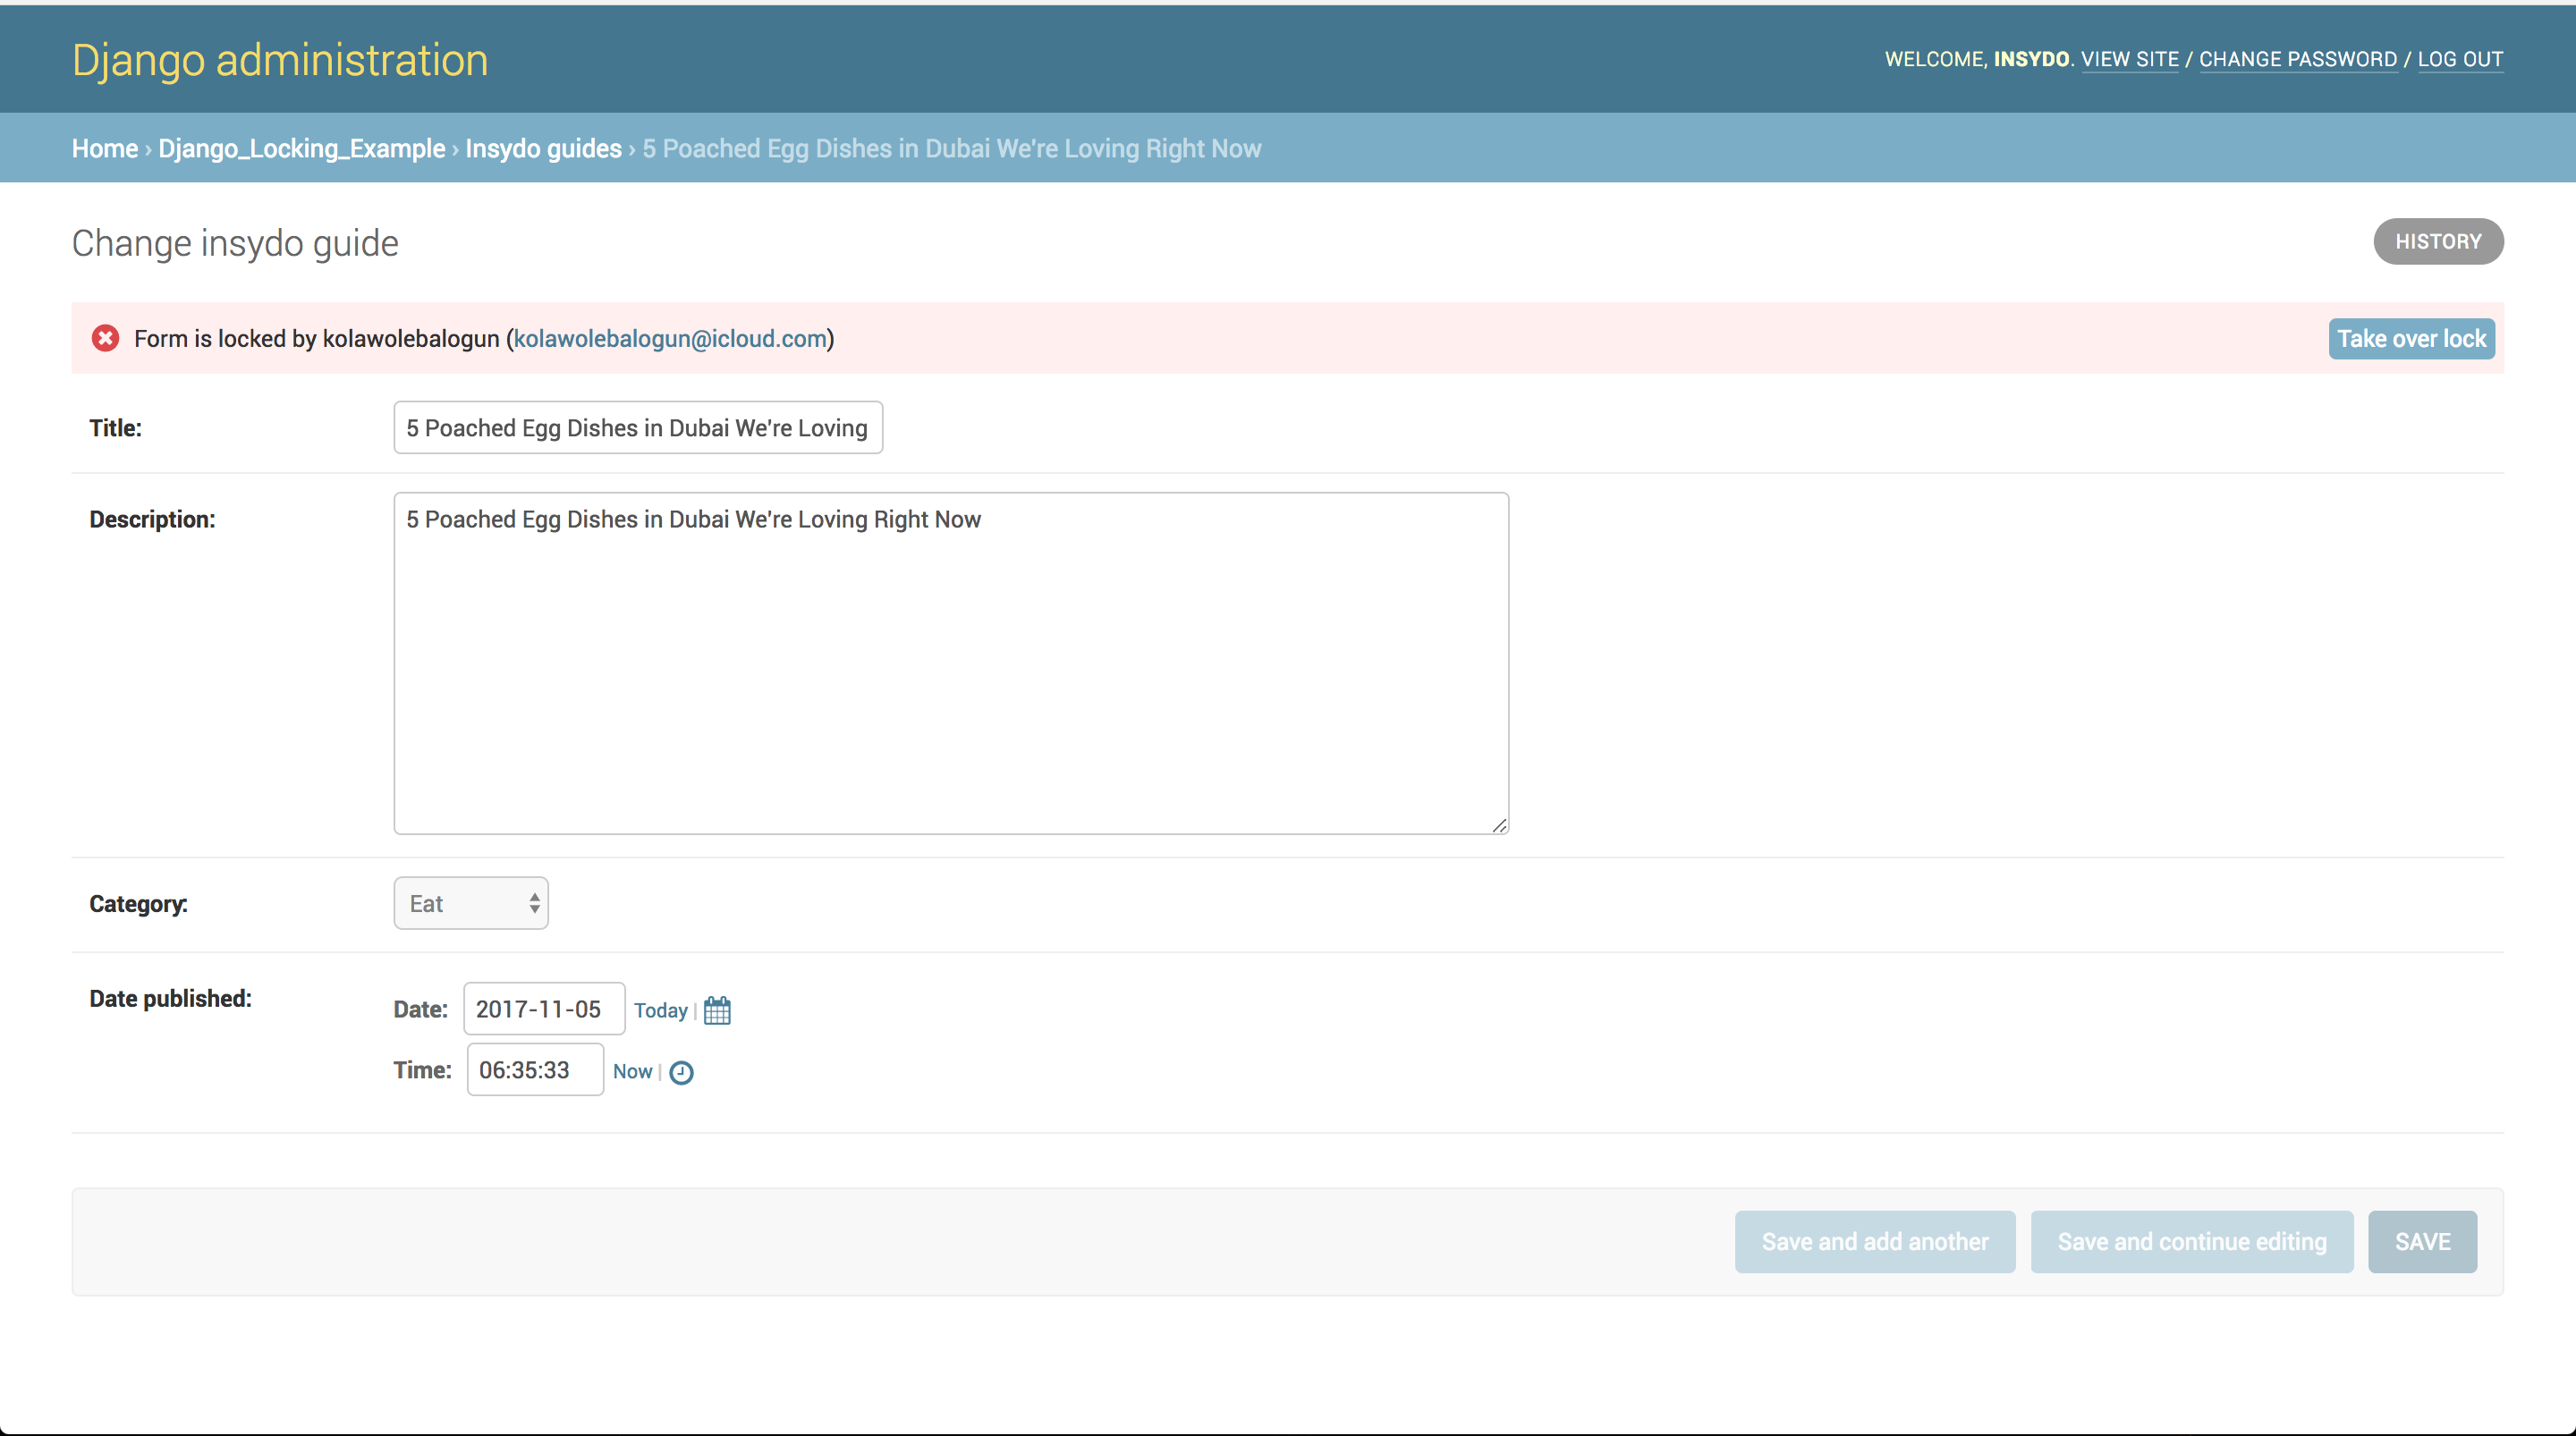 Django administration
WELCOME, INSYDO. VIEW SITE / CHANGE PASSWORD / LOG OUT
Home › Django_Locking_Example › Insydo guides › 5 Poached Egg Dishes in Dubai We're Loving Right Now
Change insydo guide
HISTORY
Form is locked by kolawolebalogun (kolawolebalogun@icloud.com)
Take over lock
Title:
5 Poached Egg Dishes in Dubai We're Loving
Description:
5 Poached Egg Dishes in Dubai We're Loving Right Now
Category:
Eat
Date published:
Date: 2017-11-05 Today |
Time: 06:35:33 Now |
Save and add another
Save and continue editing
SAVE